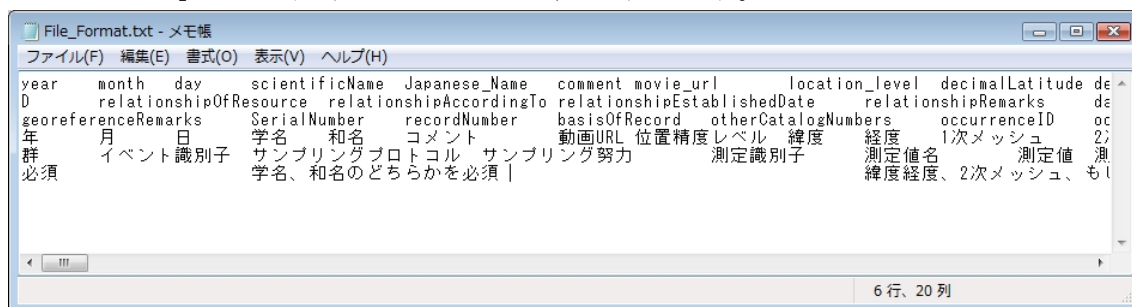 File_Format.txt - メモ帳
ファイル(F) 編集(E) 書式(O) 表示(V) ヘルプ(H)
year month day scientificName Japanese_Name comment movie_url location_level decimalLatitude de
D relationshipOfResource relationshipAccordingTo relationshipEstablishedDate relationshipRemarks da
georeferenceRemarks SerialNumber recordNumber basisOfRecord otherCatalogNumbers occurrenceID oc
年 月 日 学名 和名 コメント 動画URL 位置精度レベル 緯度 経度 1次メッシュ
群 イベント識別子 サンプリングプロトコル サンプリング努力 測定識別子 測定値名 測定値 測
必須 学名、和名のどちらかを必須 緯度経度、2次メッシュ、もし
6 行、20 列